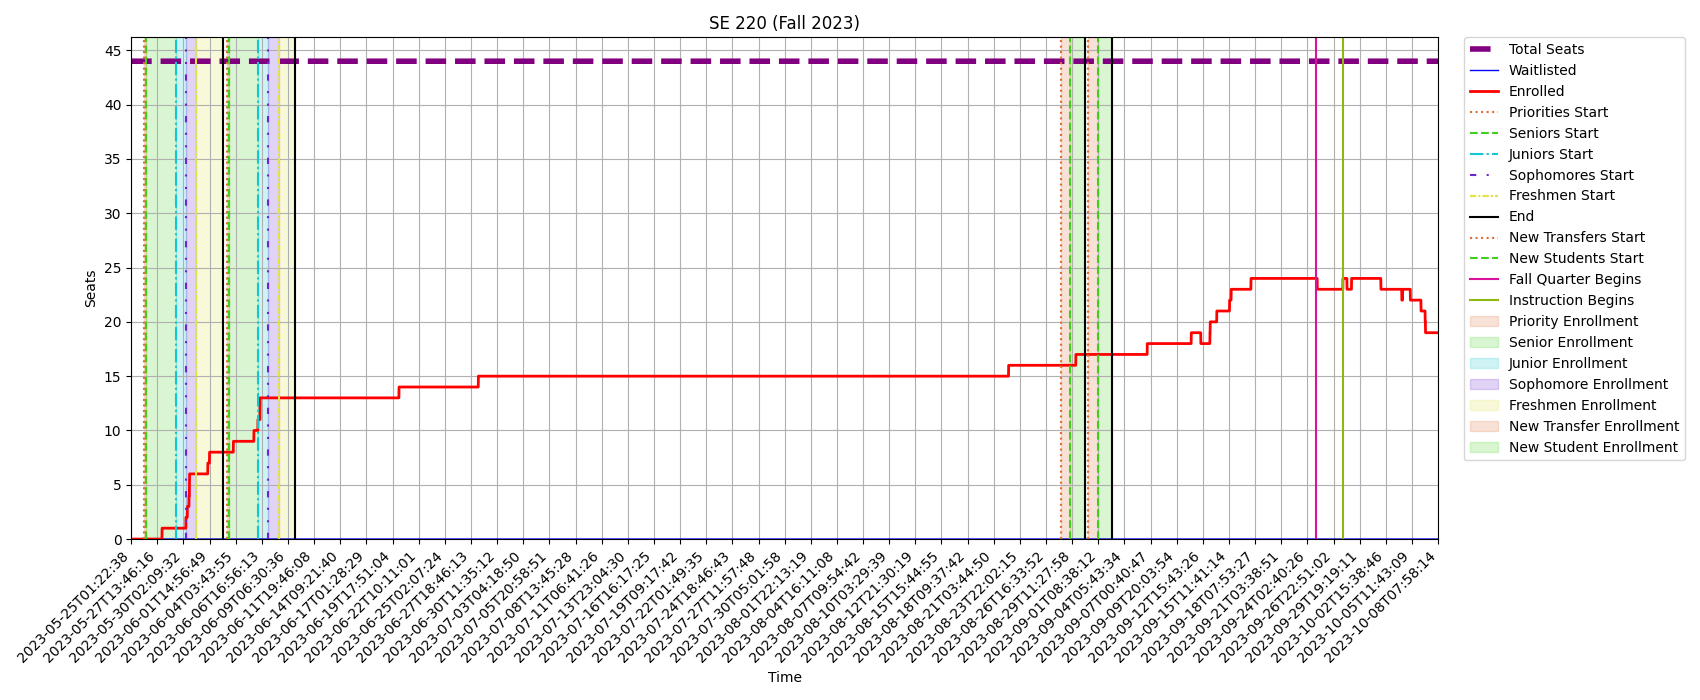 SE 220 (Fall 2023)
Seats
45
40
35
30
25
20
15
10
5
0
2023-05-25T01:22:38
2023-05-27T13:46:16
2023-05-30T02:09:32
2023-06-01T14:56:49
2023-06-04T03:43:55
2023-06-06T16:56:13
2023-06-09T06:30:36
2023-06-11T19:46:08
2023-06-14T09:21:40
2023-06-17T01:28:29
2023-06-19T17:51:04
2023-06-22T10:11:01
2023-06-25T02:07:24
2023-06-27T18:46:13
2023-06-30T11:35:12
2023-07-03T04:18:50
2023-07-05T20:58:51
2023-07-08T13:45:28
2023-07-11T06:41:26
2023-07-13T23:04:30
2023-07-16T16:17:25
2023-07-19T09:17:42
2023-07-22T01:49:35
2023-07-24T18:46:43
2023-07-27T11:57:48
2023-07-30T05:01:58
2023-08-01T22:13:19
2023-08-04T16:11:08
2023-08-07T09:54:42
2023-08-10T03:29:39
2023-08-12T21:30:19
2023-08-15T15:44:55
2023-08-18T09:37:42
2023-08-21T03:44:50
2023-08-23T22:02:15
2023-08-26T16:33:52
2023-08-29T11:27:58
2023-09-01T08:38:12
2023-09-04T05:43:34
2023-09-07T00:40:47
2023-09-09T20:03:54
2023-09-12T15:43:26
2023-09-15T11:41:14
2023-09-18T07:53:27
2023-09-21T03:38:51
2023-09-24T02:40:26
2023-09-26T22:51:02
2023-09-29T19:19:11
2023-10-02T15:38:46
2023-10-05T11:43:09
2023-10-08T07:58:14
Time
Total Seats
Waitlisted
Enrolled
Priorities Start
Seniors Start
Juniors Start
Sophomores Start
Freshmen Start
End
New Transfers Start
New Students Start
Fall Quarter Begins
Instruction Begins
Priority Enrollment
Senior Enrollment
Junior Enrollment
Sophomore Enrollment
Freshmen Enrollment
New Transfer Enrollment
New Student Enrollment